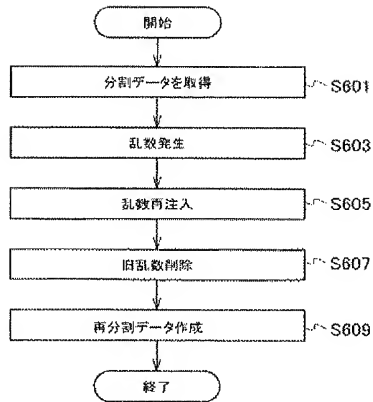 開始
分割データを取得 S601
乱数発生 S603
乱数再注入 S605
旧乱数削除 S607
再分割データ作成 S609
終了